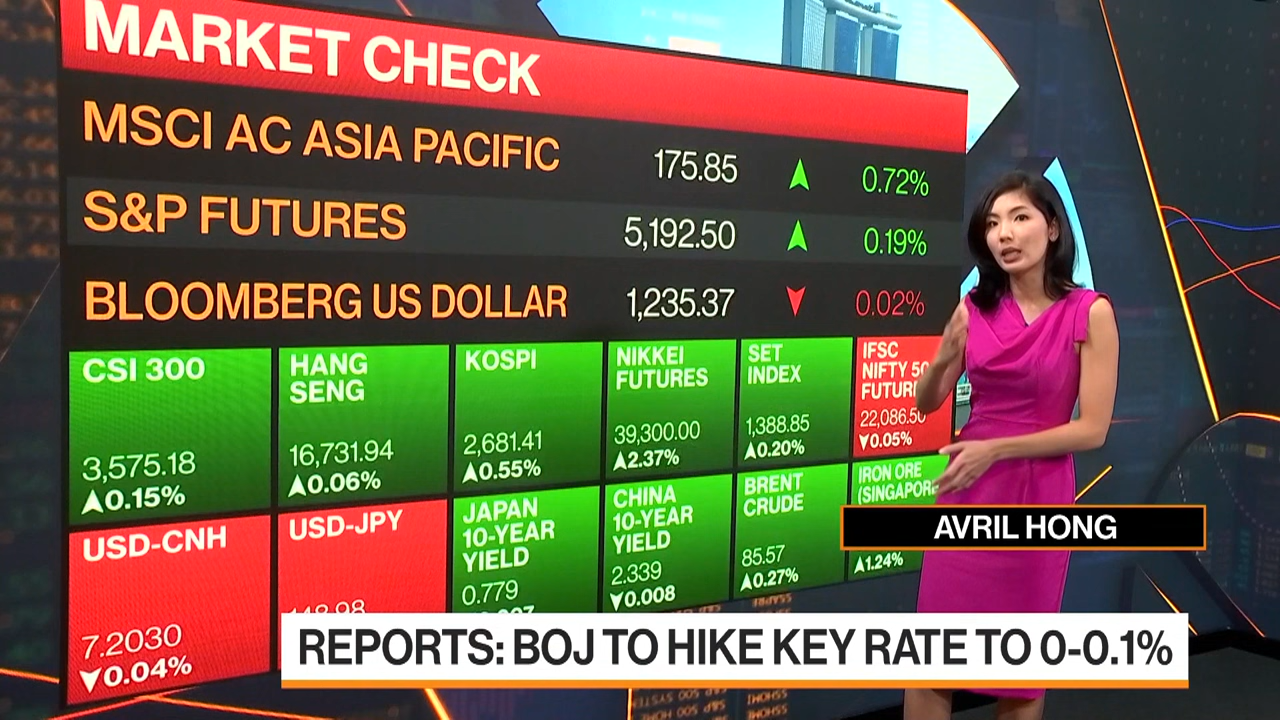 MARKET CHECK
MSCI AC ASIA PACIFIC 175.85 ▲ 0.72%
S&P FUTURES 5,192.50 ▲ 0.19%
BLOOMBERG US DOLLAR 1,235.37 ▼ 0.02%
CSI 300
3,575.18
▲0.15%
HANG
SENG
16,731.94
▲0.06%
KOSPI
2,681.41
▲0.55%
NIKKEI
FUTURES
39,300.00
▲2.37%
SET
INDEX
1,388.85
▲0.20%
IFSC
NIFTY 50
FUTUR
22,086.50
▼0.05%
USD-CNH
7.2030
▼0.04%
USD-JPY
JAPAN
10-YEAR
YIELD
0.779
CHINA
10-YEAR
YIELD
2.339
▼0.008
BRENT
CRUDE
85.57
▲0.27%
IRON ORE
(SINGAPORE
▲1.24%
AVRIL HONG
REPORTS: BOJ TO HIKE KEY RATE TO 0-0.1%